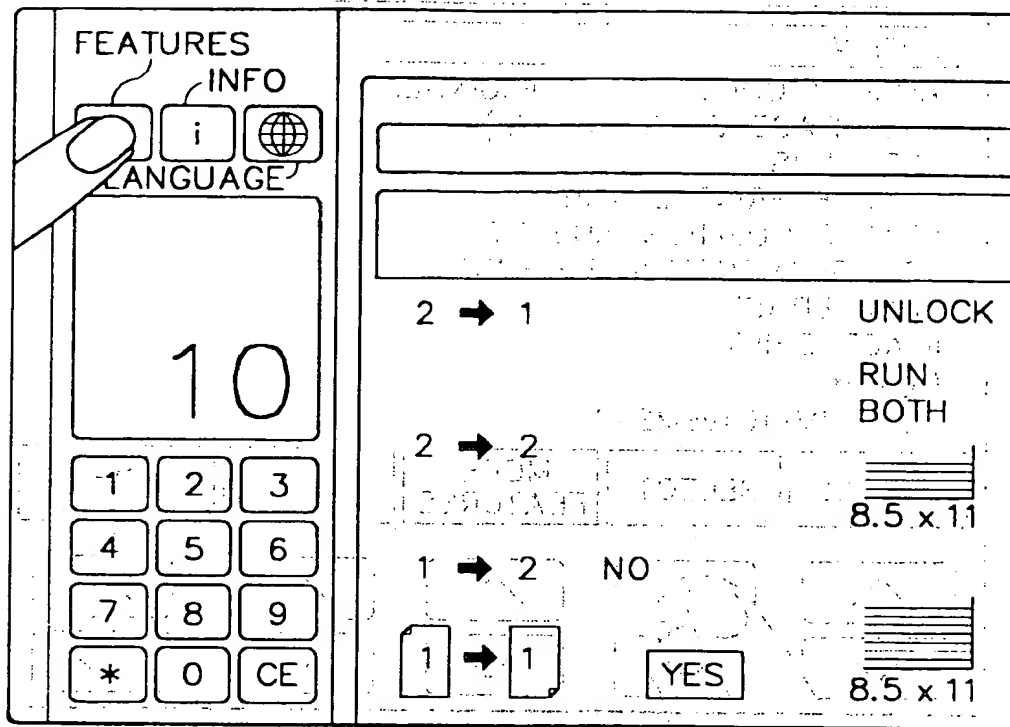 FEATURES
INFO
i
LANGUAGE
10
1 2 3
4 5 6
7 8 9
* 0 CE
2 → 1
UNLOCK
RUN
BOTH
2 → 2
8.5 x 11
1 → 2 NO
1 → 1 YES
8.5 x 11